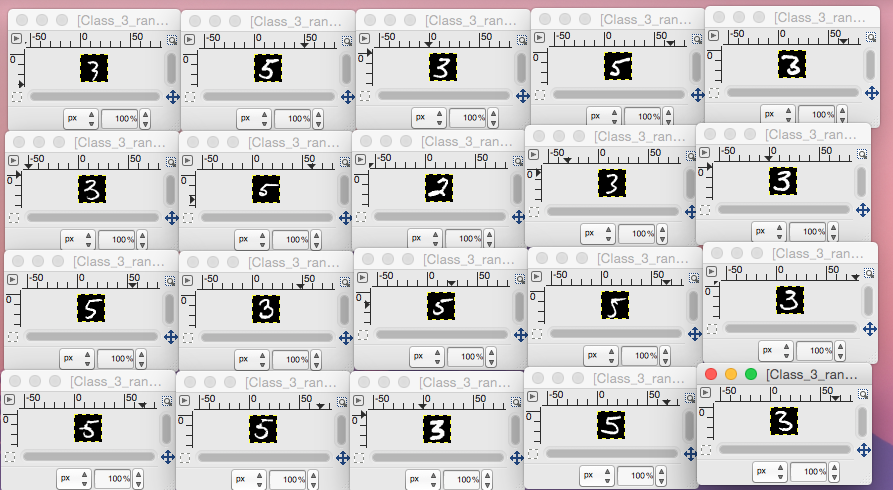 [Class_3_ran… [Class_3_ran… [Class_3_ran… [Class_3_ran… [Class_3_ran…
-50 0 50 -50 0 50 -50 0 50 -50 0 50 -50 0 50
0 3 0 5 0 3 0 5 0 3
px 100% px 100% px 100% px 100% px 100%
[Class_3_ran… [Class_3_ran… [Class_3_ran… [Class_3_ran… [Class_3_ran…
-50 0 50 -50 0 50 -50 0 50 -50 0 50 -50 0 50
0 3 0 5 0 2 0 3 0 3
px 100% px 100% px 100% px 100% px 100%
[Class_3_ran… [Class_3_ran… [Class_3_ran… [Class_3_ran… [Class_3_ran…
-50 0 50 -50 0 50 -50 0 50 -50 0 50 -50 0 50
0 5 0 3 0 5 0 5 0 3
px 100% px 100% px 100% px 100% px 100%
[Class_3_ran… [Class_3_ran… [Class_3_ran… [Class_3_ran… [Class_3_ran…
-50 0 50 -50 0 50 -50 0 50 -50 0 50 -50 0 50
0 5 0 5 0 3 0 5 0 3
px 100% px 100% px 100% px 100% px 100%